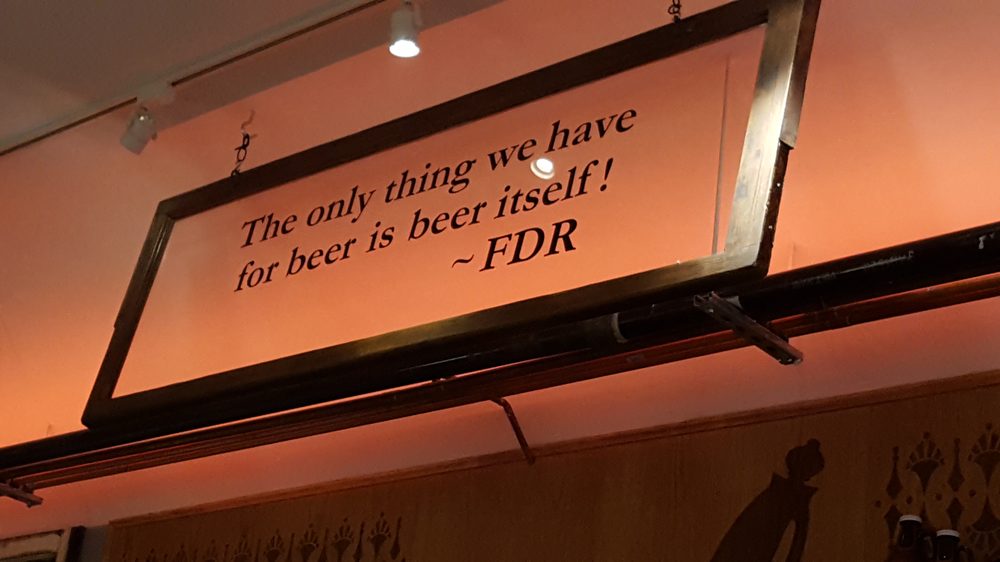 The only thing we have
for beer is beer itself!
~FDR